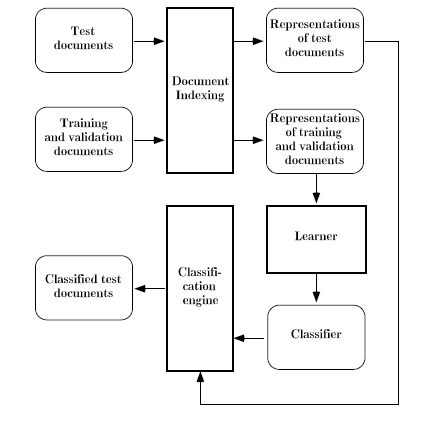 Test
documents
Document
Indexing
Representations
of test
documents
Training
and validation
documents
Representations
of training
and validation
documents
Learner
Classified test
documents
Classifi-
cation
engine
Classifier